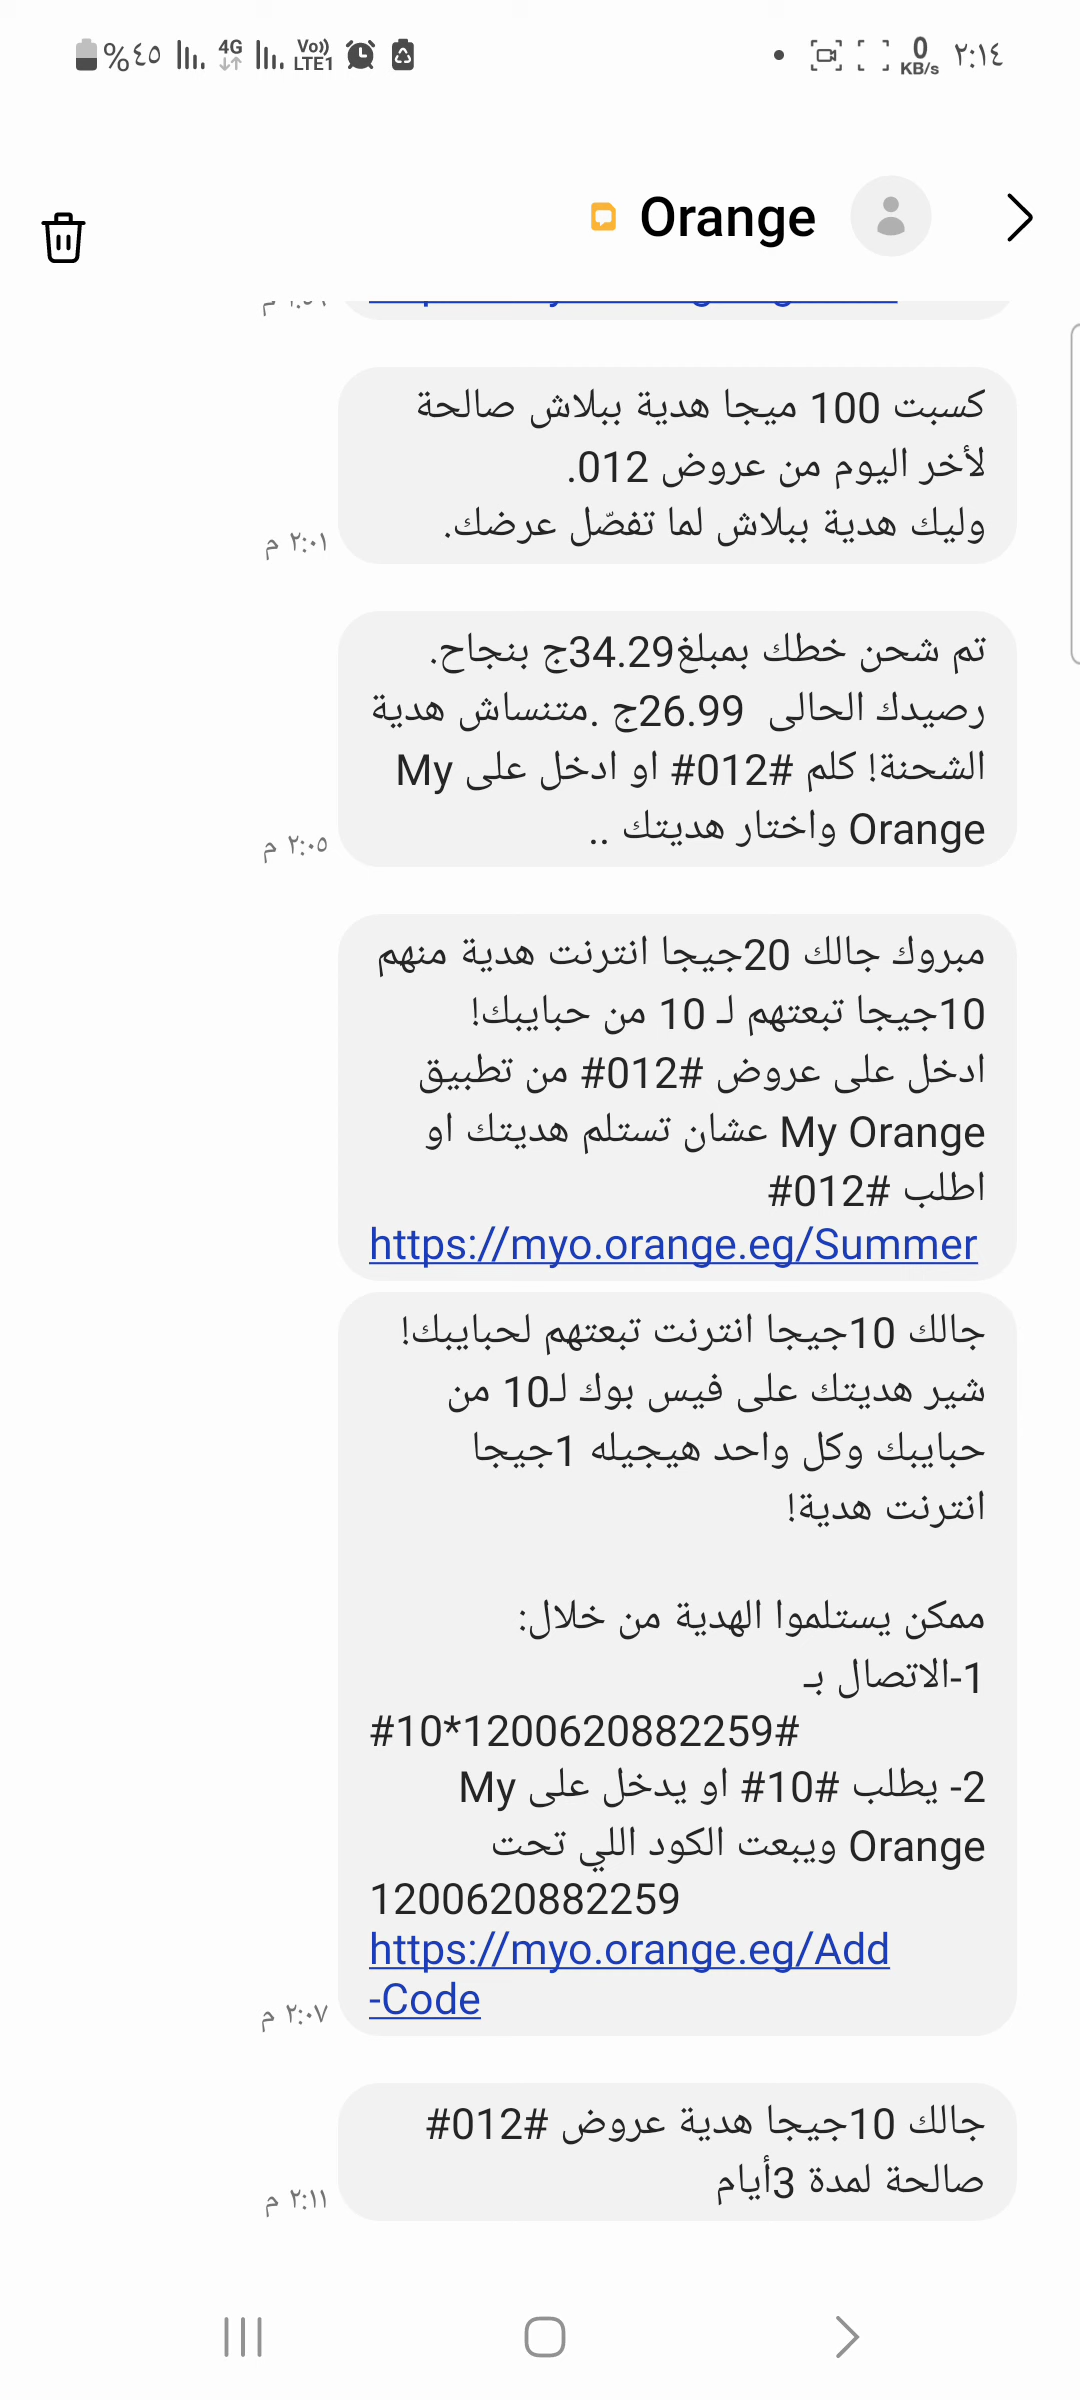 ٢:١٤
0
KB/s
Vo))
LTE1
4G
%٤٥
Orange
كسبت 100 ميجا هدية ببلاش صالحة
لأخر اليوم من عروض 012.
وليك هدية ببلاش لما تفصّل عرضك.
٢:٠١ م
تم شحن خطك بمبلغ34.29ج بنجاح.
رصيدك الحالى  26.99ج .متنساش هدية
الشحنة! كلم #012# او ادخل على My
Orange واختار هديتك ..
٢:٠٥ م
مبروك جالك 20جيجا انترنت هدية منهم
10جيجا تبعتهم لـ 10 من حبايبك!
ادخل على عروض #012# من تطبيق
My Orange عشان تستلم هديتك او
اطلب #012#
https://myo.orange.eg/Summer
جالك 10جيجا انترنت تبعتهم لحبايبك!
شير هديتك على فيس بوك لـ10 من
حبايبك وكل واحد هيجيله 1جيجا
انترنت هدية!
ممكن يستلموا الهدية من خلال:
1-الاتصال بـ
#10*1200620882259#
2- يطلب #10# او يدخل على My
Orange ويبعت الكود اللي تحت
1200620882259
https://myo.orange.eg/Add
-Code
٢:٠٧ م
جالك 10جيجا هدية عروض #012#
صالحة لمدة 3أيام
٢:١١ م